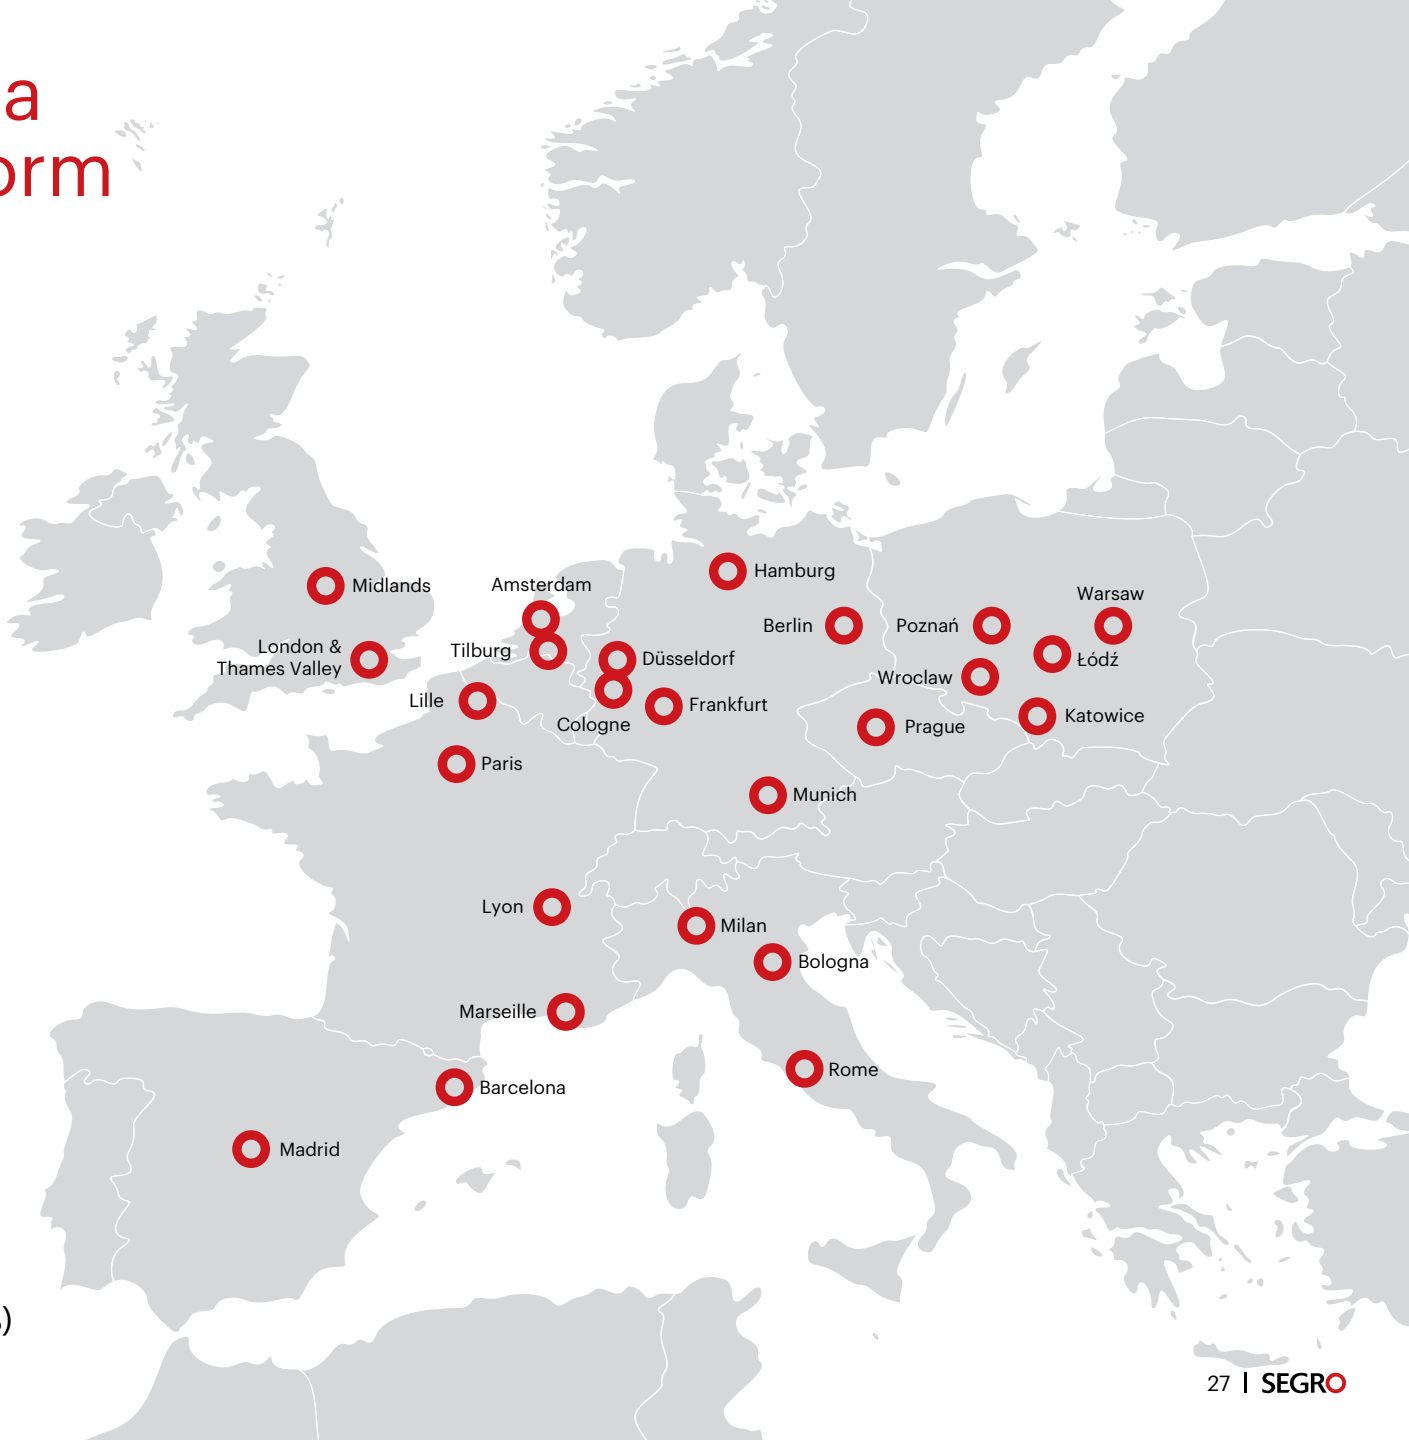 a
orm
Midlands
Amsterdam
Hamburg
Warsaw
Berlin
Poznań
London &
Thames Valley
Tilburg
Düsseldorf
Łódź
Wroclaw
Lille
Cologne
Frankfurt
Katowice
Prague
Paris
Munich
Lyon
Milan
Bologna
Marseille
Rome
Barcelona
Madrid
)
27 | SEGRO